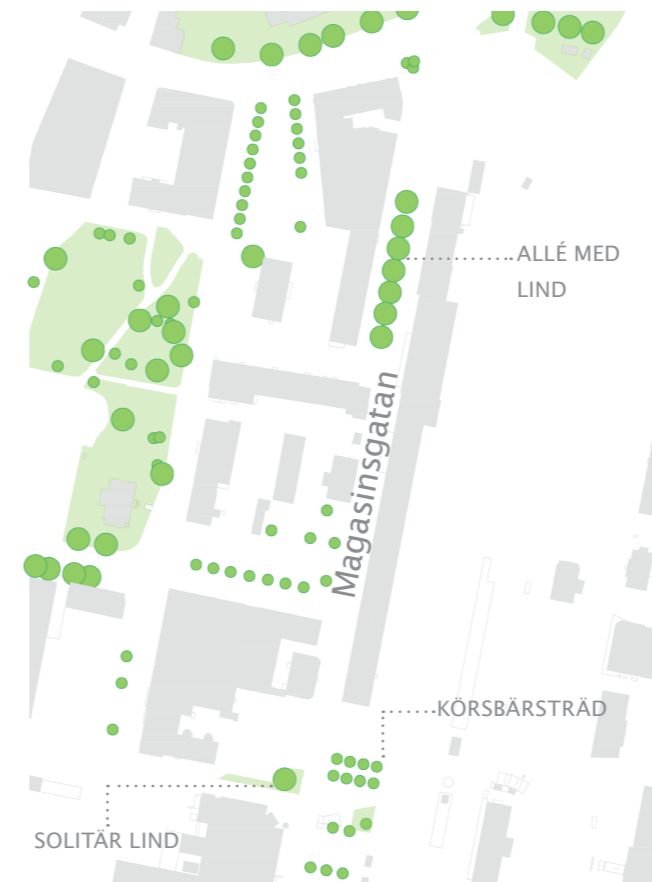 ALLÉ MED
LIND
Magasinsgatan
KÖRSBÄRSTRÄD
SOLITÄR LIND